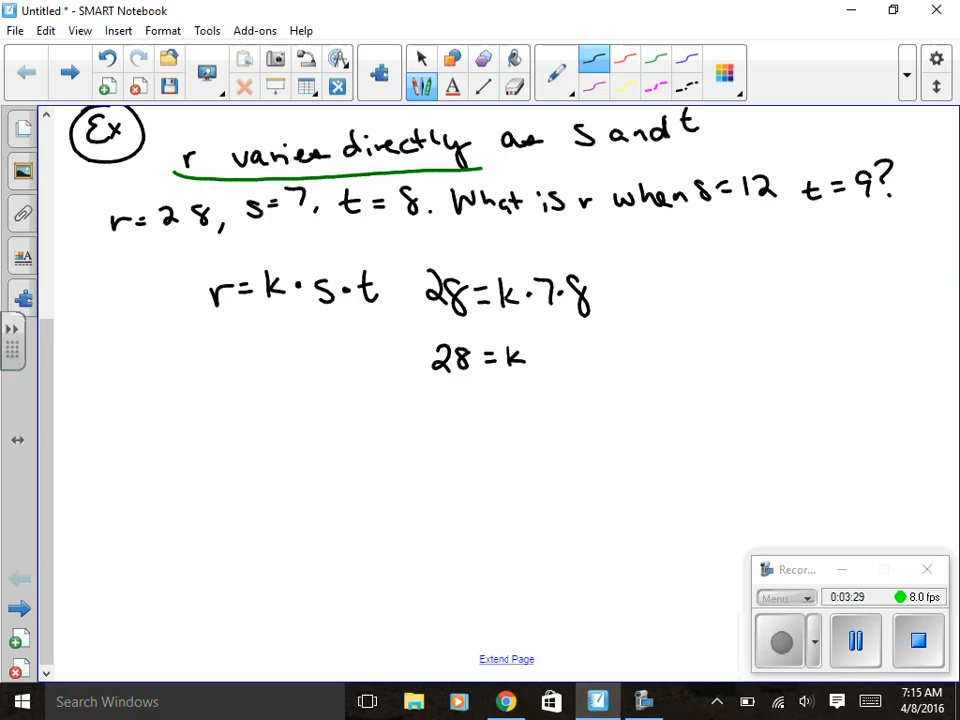 Untitled * - SMART Notebook
File Edit View Insert Format Tools Add-ons Help
Ex
r varies directly as s and t
r = 28, s = 7, t = 8. What is r when s = 12 t = 9?
r = k · s · t 28 = k · 7 · 8
28 = k
Recor...
Menu 0:03:29 8.0 fps
Extend Page
Search Windows
7:15 AM
4/8/2016